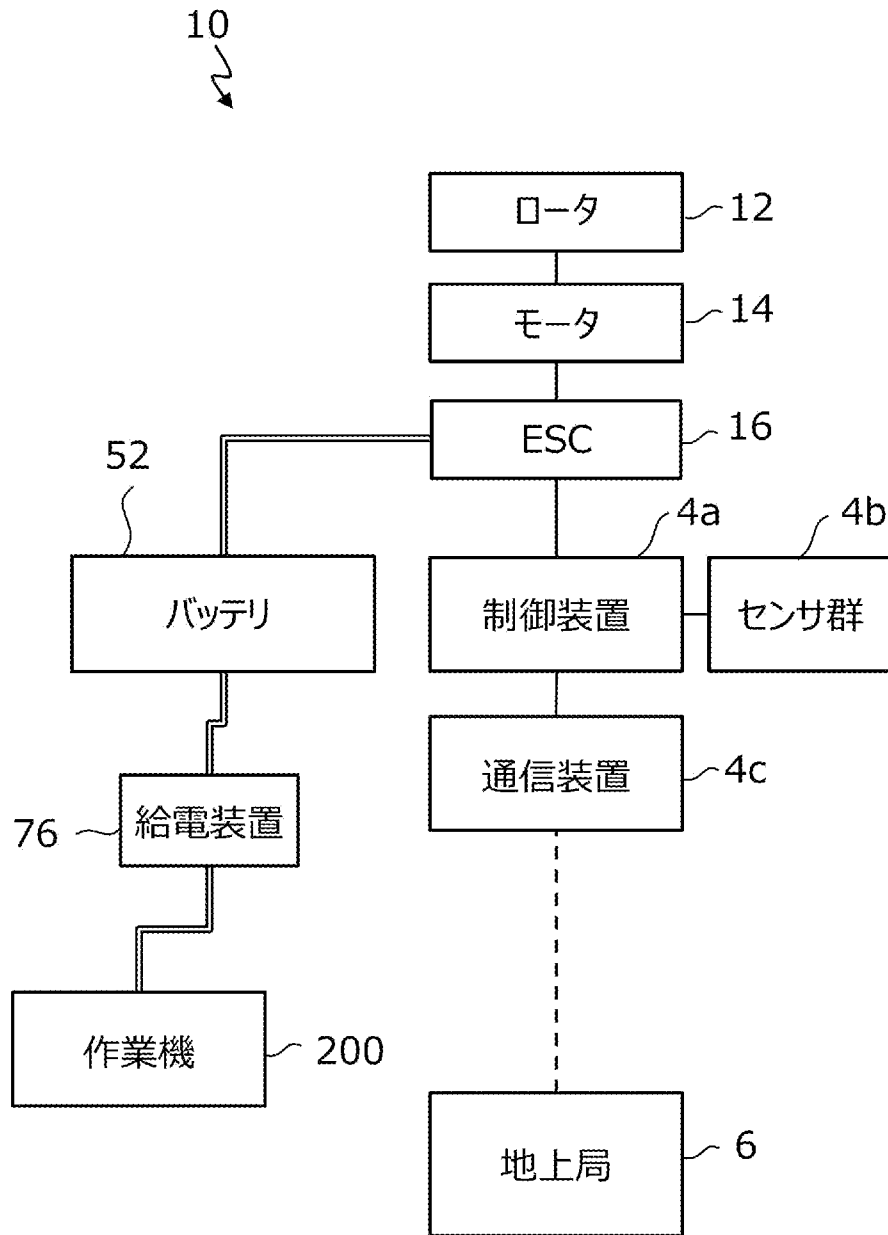 10
ロータ
12
モータ
14
ESC
16
52
4a
4b
バッテリ
制御装置
センサ群
通信装置
4c
76
給電装置
作業機
200
地上局
6